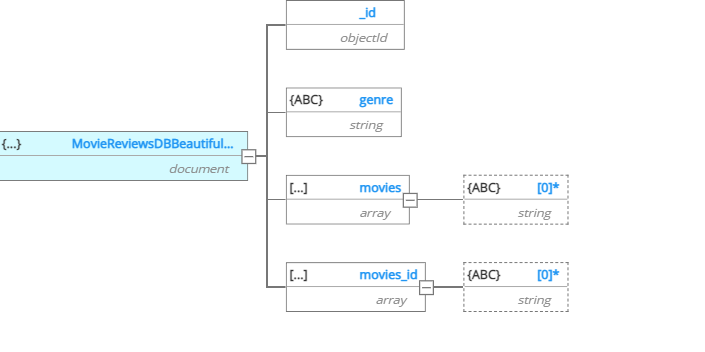 _id
objectId
{ABC} genre
string
{...} MovieReviewsDBBeautiful...
document
[...] movies
array
{ABC} [0]*
string
[...] movies_id
array
{ABC} [0]*
string